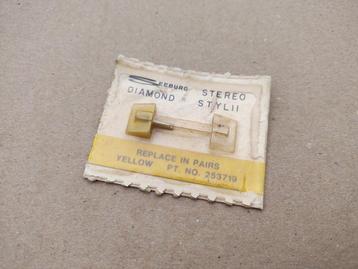 SEEBURG STEREO
DIAMOND STYLII
REPLACE IN PAIRS
YELLOW PT. NO. 253719